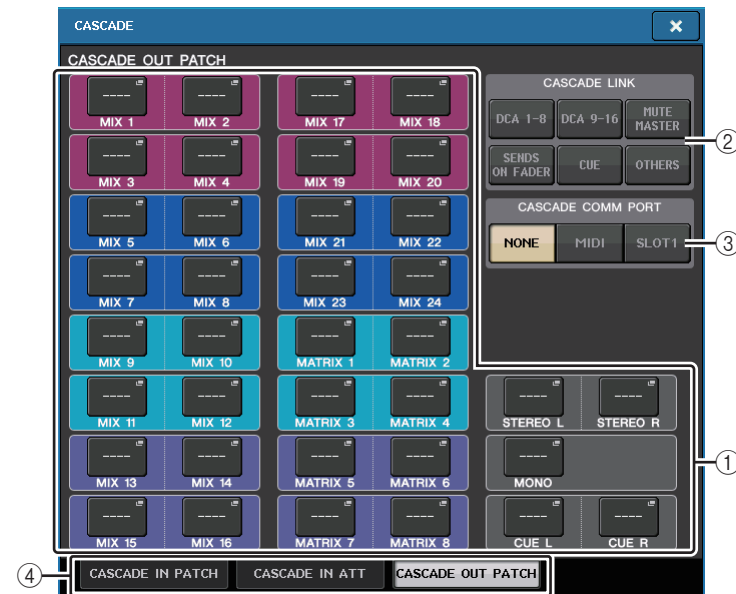 CASCADE
CASCADE OUT PATCH
---- ---- ---- ----
MIX 1 MIX 2 MIX 17 MIX 18
---- ---- ---- ----
MIX 3 MIX 4 MIX 19 MIX 20
---- ---- ---- ----
MIX 5 MIX 6 MIX 21 MIX 22
---- ---- ---- ----
MIX 7 MIX 8 MIX 23 MIX 24
---- ---- ---- ----
MIX 9 MIX 10 MATRIX 1 MATRIX 2
---- ---- ---- ----
MIX 11 MIX 12 MATRIX 3 MATRIX 4
---- ---- ---- ----
MIX 13 MIX 14 MATRIX 5 MATRIX 6
---- ---- ---- ----
MIX 15 MIX 16 MATRIX 7 MATRIX 8
CASCADE LINK
DCA 1-8 DCA 9-16 MUTE MASTER
SENDS ON FADER CUE OTHERS
②
CASCADE COMM PORT
NONE MIDI SLOT1
③
---- ----
STEREO L STEREO R
----
MONO
①
---- ----
CUE L CUE R
④
CASCADE IN PATCH CASCADE IN ATT CASCADE OUT PATCH